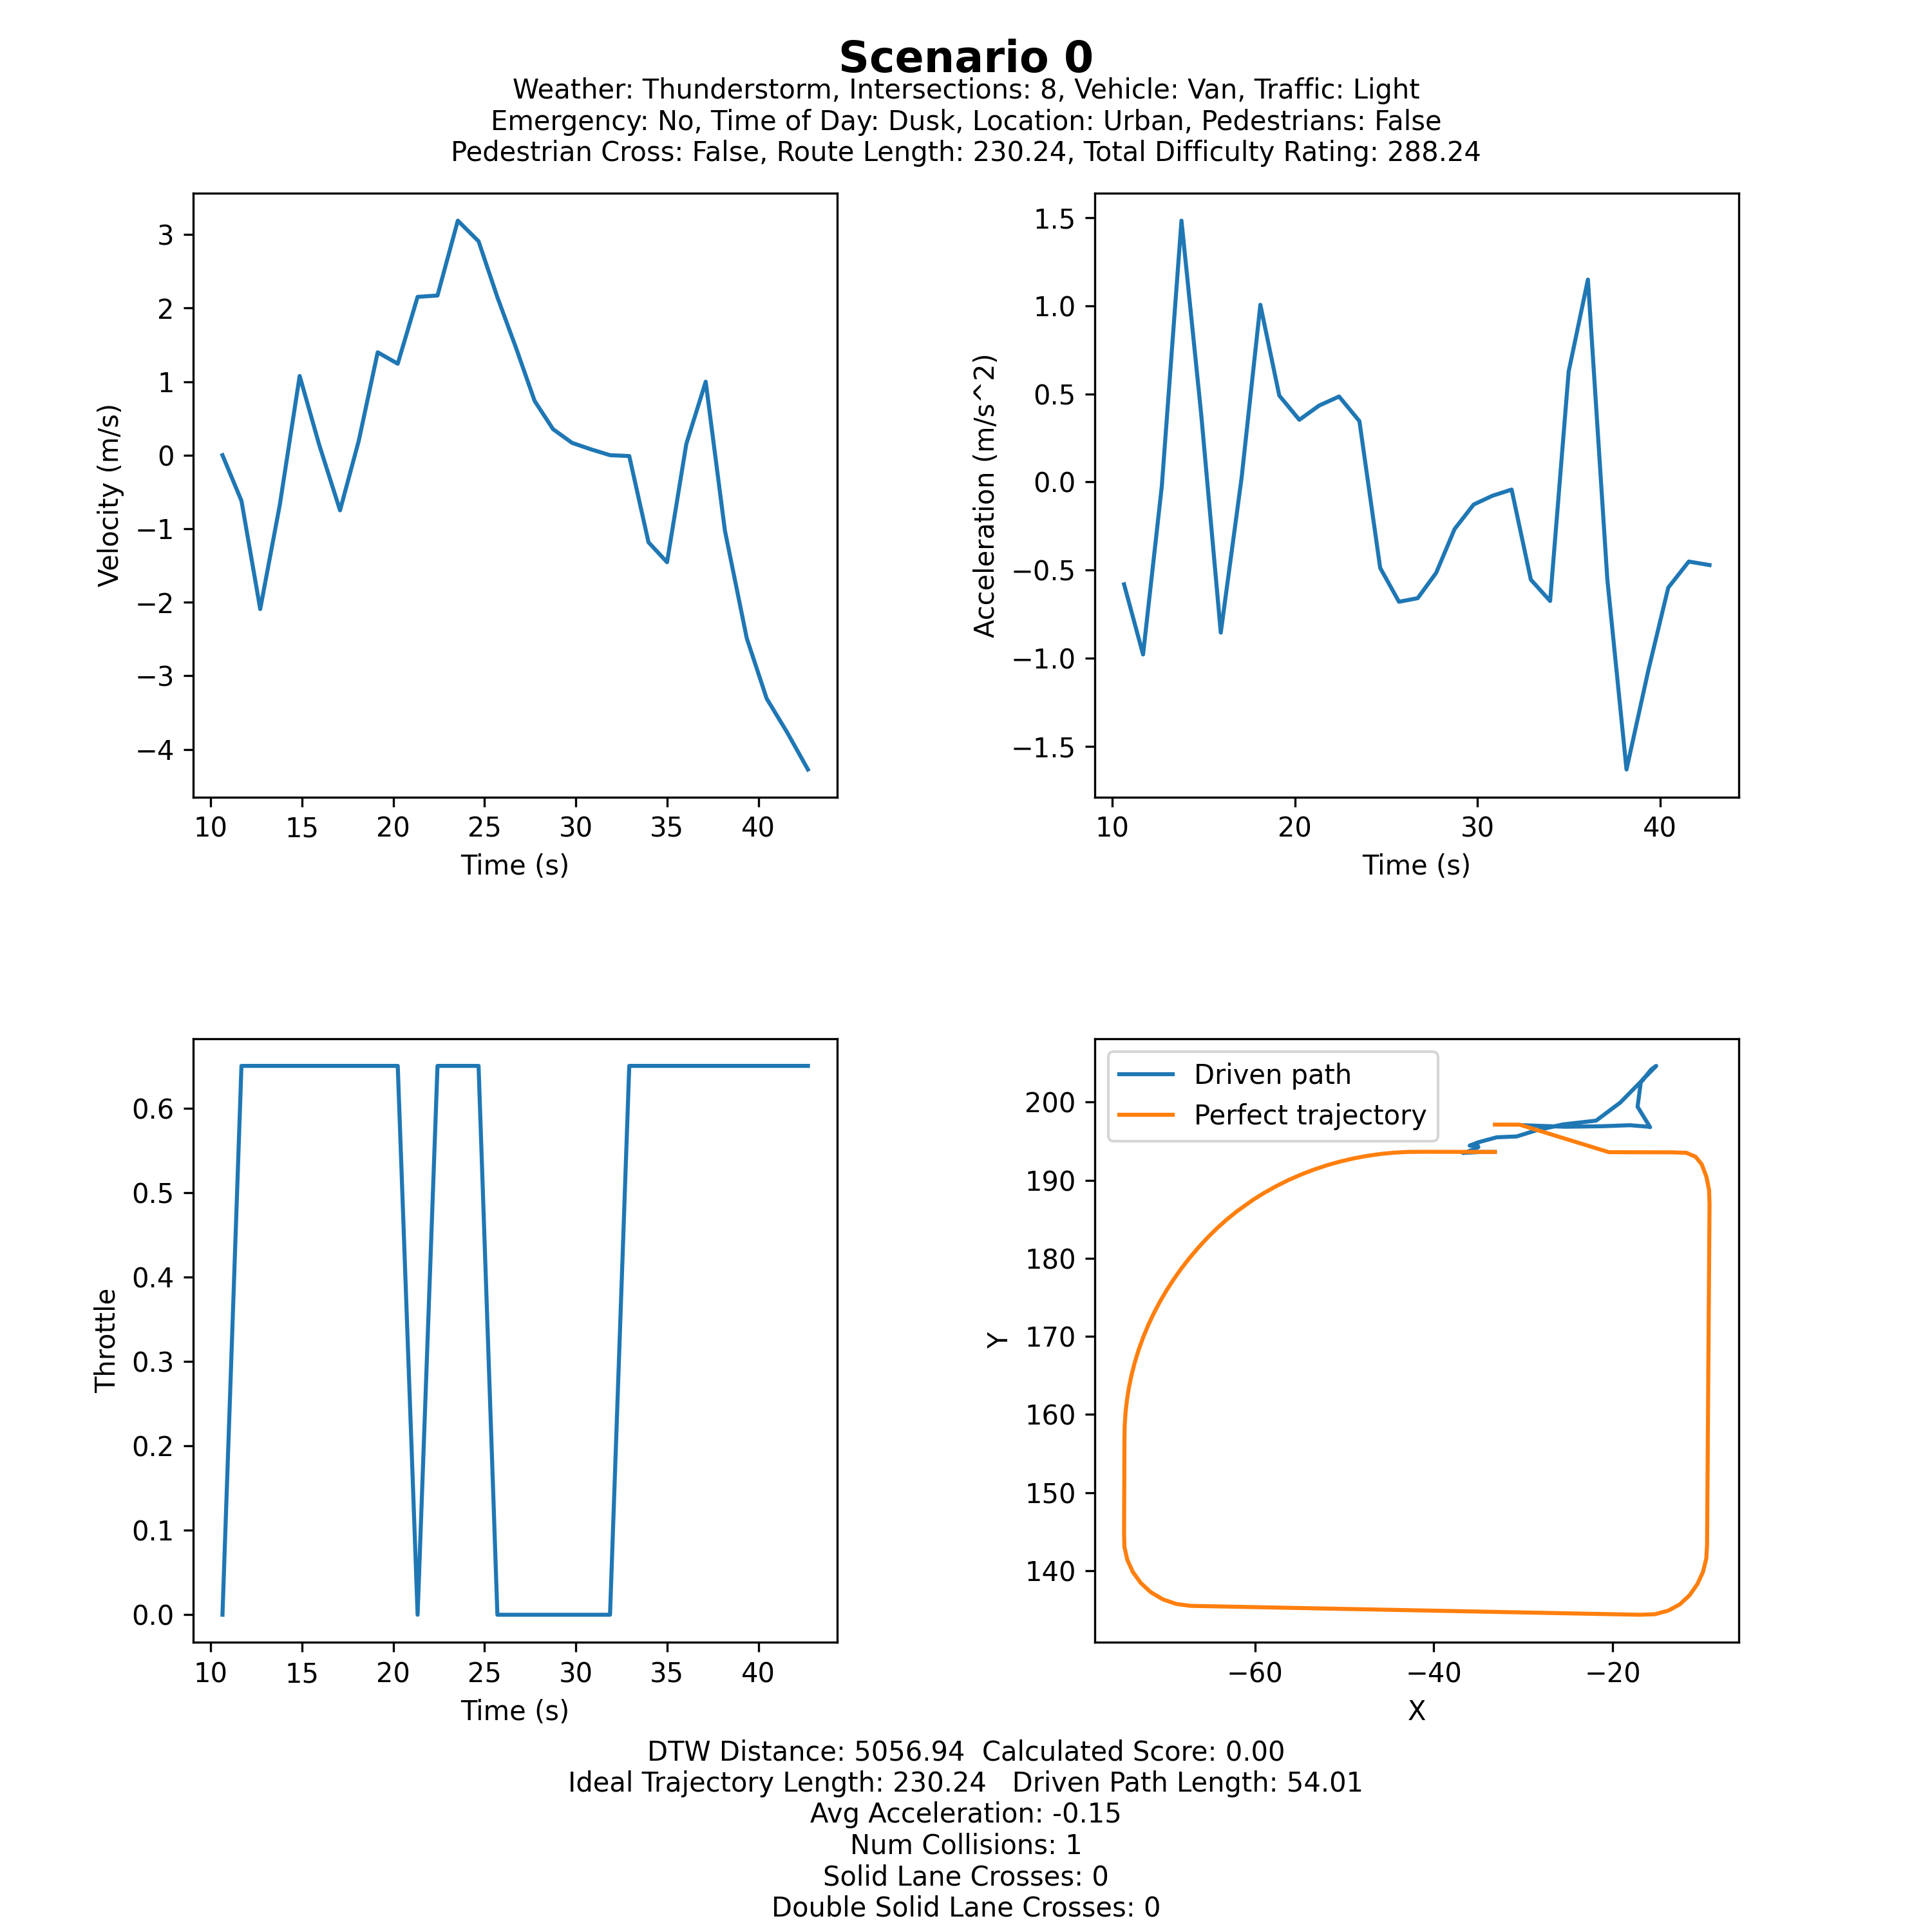 Scenario 0
Weather: Thunderstorm, Intersections: 8, Vehicle: Van, Traffic: Light
Emergency: No, Time of Day: Dusk, Location: Urban, Pedestrians: False
Pedestrian Cross: False, Route Length: 230.24, Total Difficulty Rating: 288.24
Velocity (m/s)
3
2
1
0
−1
−2
−3
−4
10 15 20 25 30 35 40
Time (s)
Acceleration (m/s^2)
1.5
1.0
0.5
0.0
−0.5
−1.0
−1.5
10 20 30 40
Time (s)
Throttle
0.6
0.5
0.4
0.3
0.2
0.1
0.0
10 15 20 25 30 35 40
Time (s)
Driven path
Perfect trajectory
Y
200
190
180
170
160
150
140
−60 −40 −20
X
DTW Distance: 5056.94 Calculated Score: 0.00
Ideal Trajectory Length: 230.24 Driven Path Length: 54.01
Avg Acceleration: -0.15
Num Collisions: 1
Solid Lane Crosses: 0
Double Solid Lane Crosses: 0